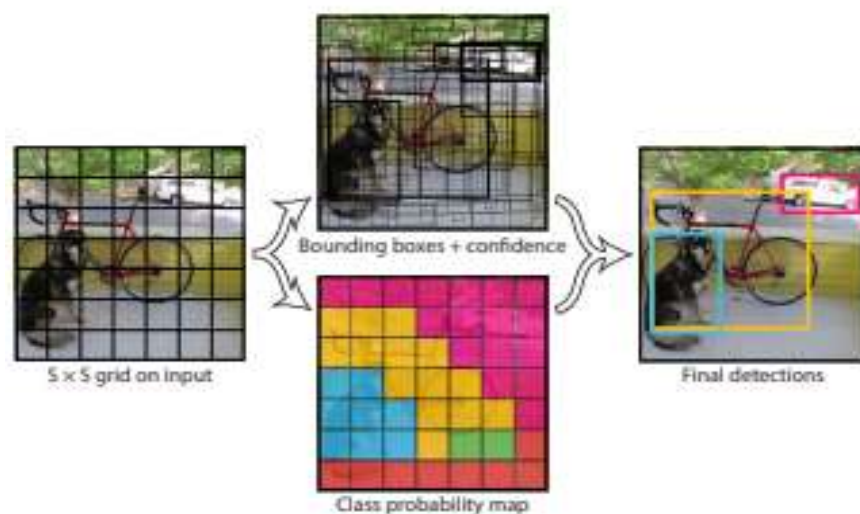 S × S grid on input
Bounding boxes + confidence
Class probability map
Final detections